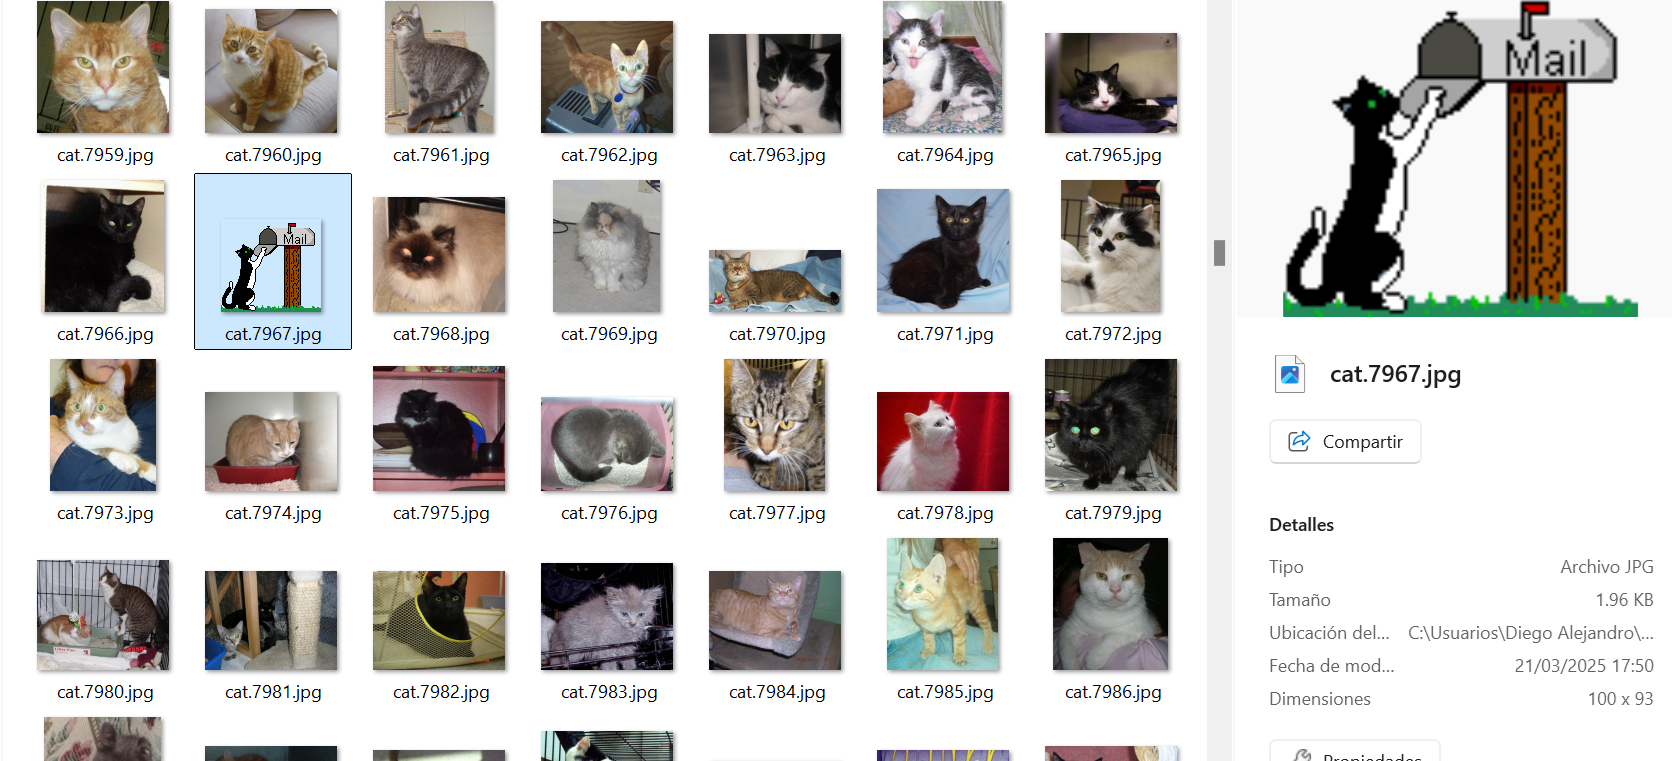 cat.7959.jpg
cat.7960.jpg
cat.7961.jpg
cat.7962.jpg
cat.7963.jpg
cat.7964.jpg
cat.7965.jpg
Mail
cat.7966.jpg
cat.7967.jpg
cat.7968.jpg
cat.7969.jpg
cat.7970.jpg
cat.7971.jpg
cat.7972.jpg
cat.7973.jpg
cat.7974.jpg
cat.7975.jpg
cat.7976.jpg
cat.7977.jpg
cat.7978.jpg
cat.7979.jpg
cat.7980.jpg
cat.7981.jpg
cat.7982.jpg
cat.7983.jpg
cat.7984.jpg
cat.7985.jpg
cat.7986.jpg
Mail
cat.7967.jpg
Compartir
Detalles
Tipo Archivo JPG
Tamaño 1.96 KB
Ubicación del... C:\Usuarios\Diego Alejandro\...
Fecha de mod... 21/03/2025 17:50
Dimensiones 100 x 93
Propiedades